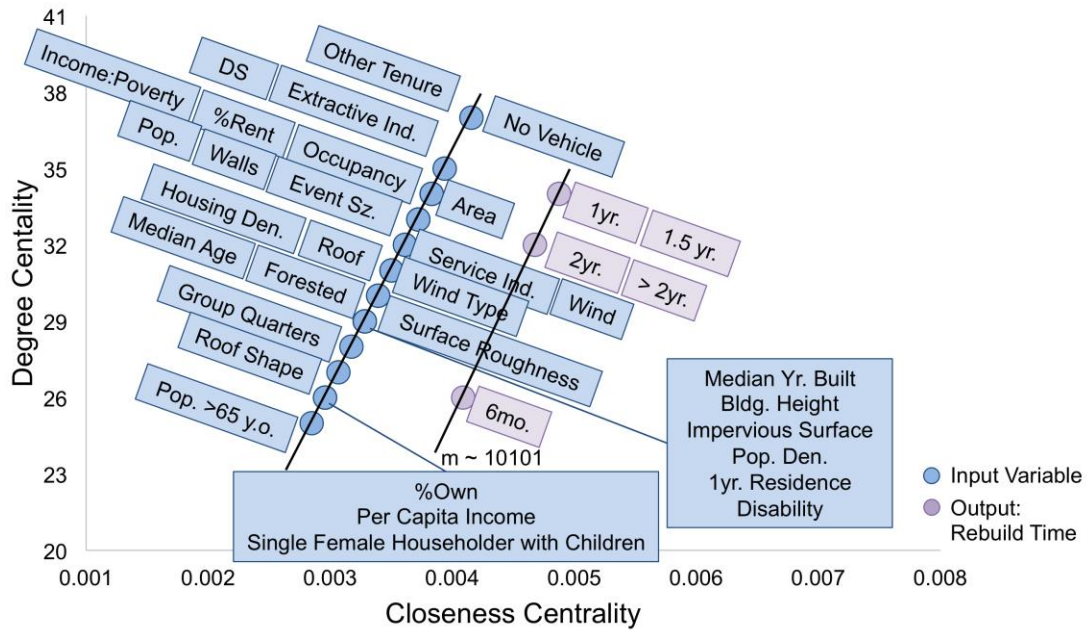 41
38
35
32
29
26
23
20
Degree Centality
0.001
0.002
0.003
0.004
0.005
0.006
0.007
0.008
Closeness Centrality
Other Tenure
DS
Income:Poverty
Extractive Ind.
No Vehicle
%Rent
Pop.
Occupancy
Walls
Event Sz.
Area
1yr.
1.5 yr.
Housing Den.
Roof
2yr.
> 2yr.
Median Age
Forested
Service Ind.
Wind
Wind Type
Group Quarters
Surface Roughness
Roof Shape
Pop. >65 y.o.
6mo.
m ~ 10101
Median Yr. Built
Bldg. Height
Impervious Surface
Pop. Den.
1yr. Residence
Disability
%Own
Per Capita Income
Single Female Householder with Children
Input Variable
Output:
Rebuild Time